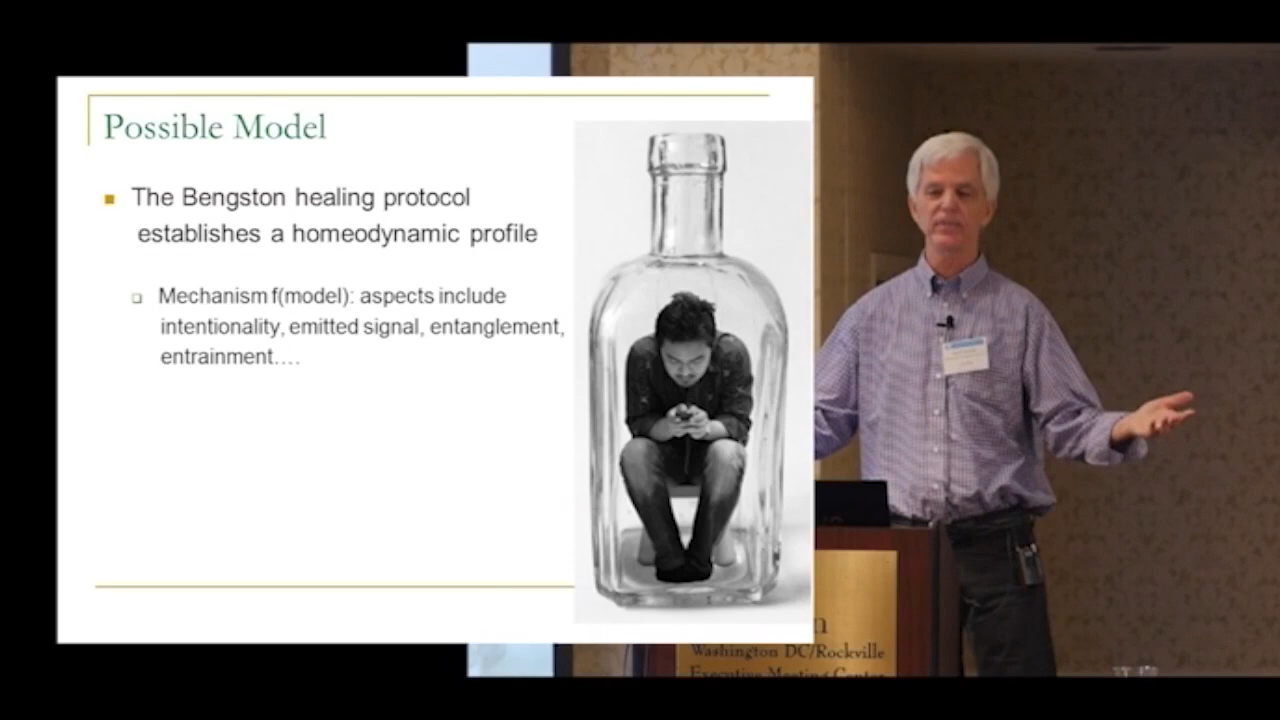 Possible Model
The Bengston healing protocol
establishes a homeodynamic profile
Mechanism f(model): aspects include
intentionality, emitted signal, entanglement,
entrainment….
n
Washington DC/Rockville
Executive Meeting Center